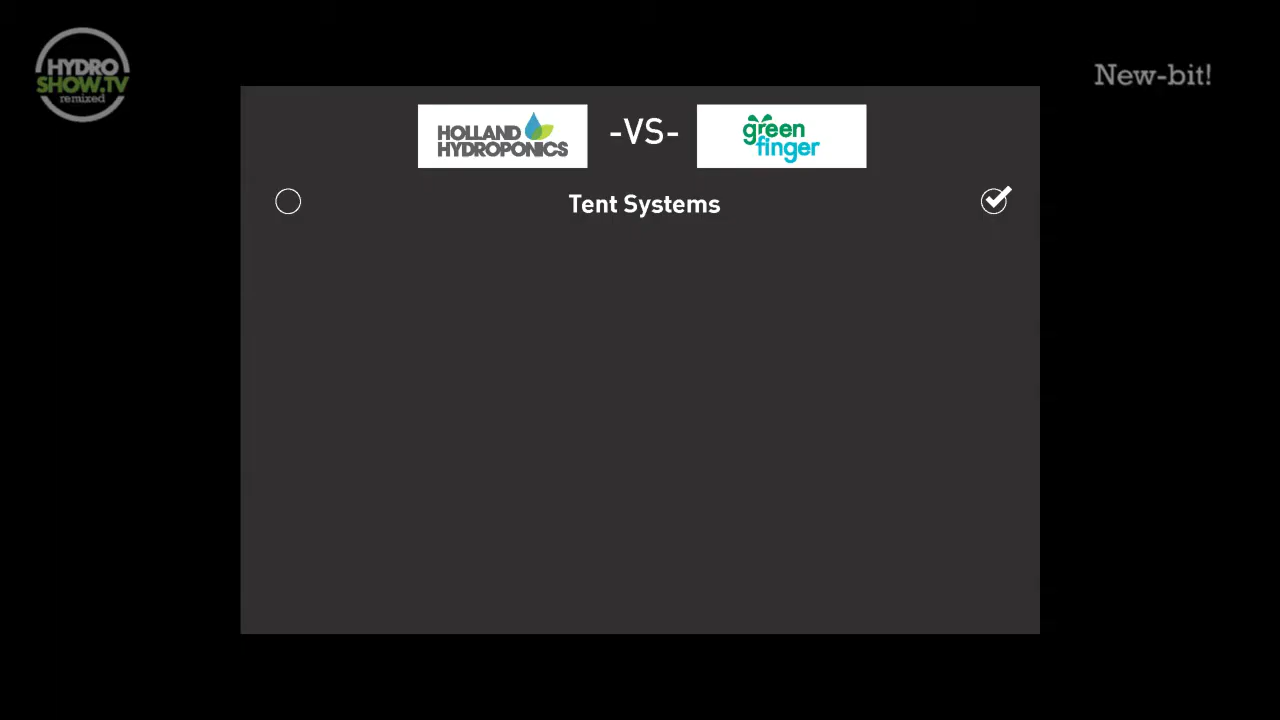 HYDRO
SHOW.TV
remixed
New-bit!
HOLLAND
HYDROPONICS
-VS-
green
finger
Tent Systems